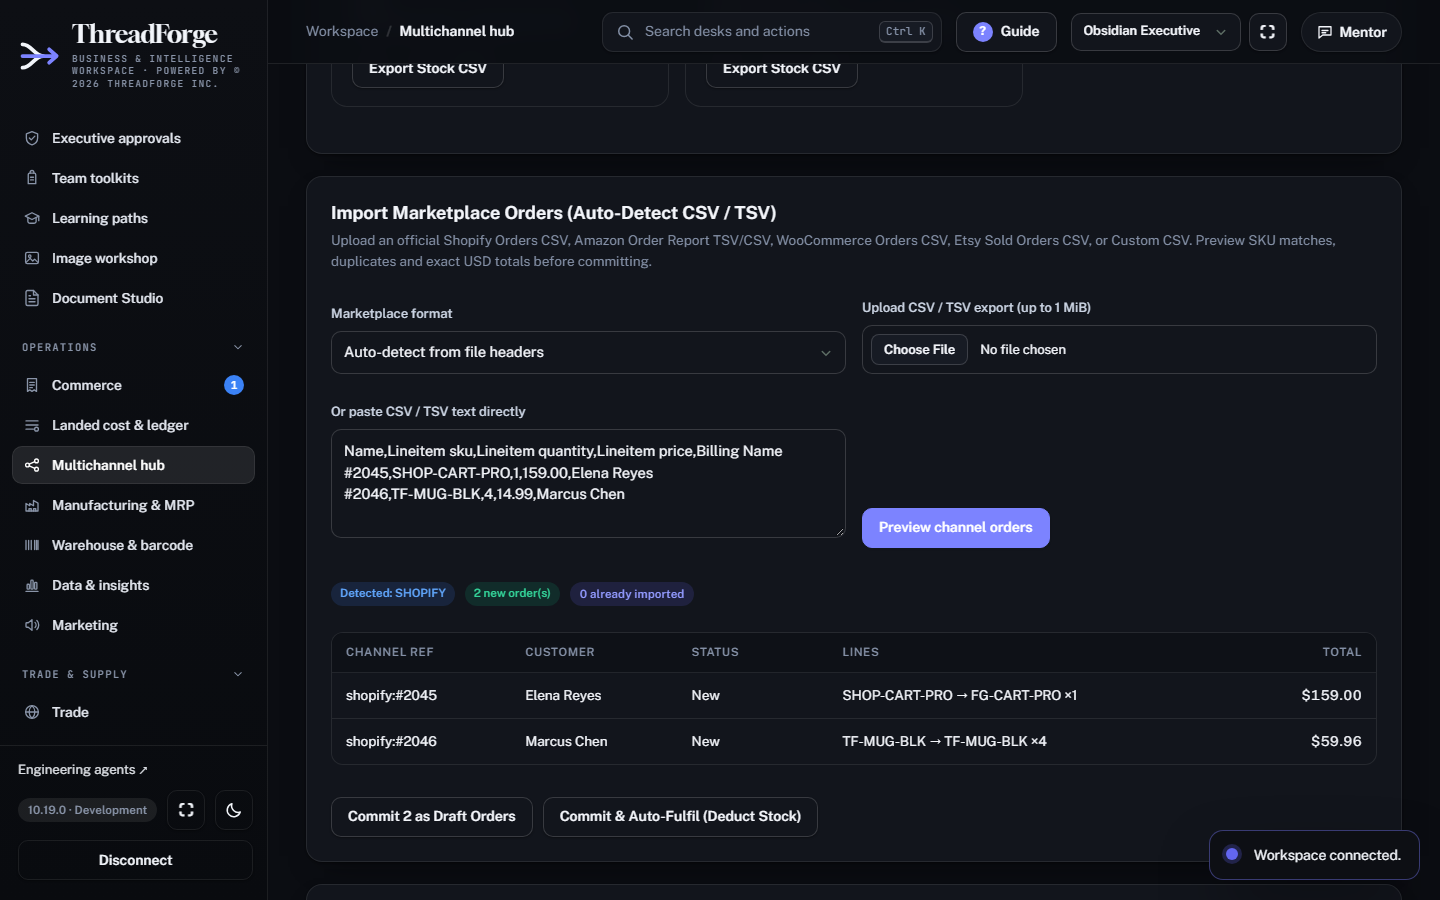 ThreadForge
BUSINESS & INTELLIGENCE
WORKSPACE · POWERED BY ©
2026 THREADFORGE INC.
Executive approvals
Team toolkits
Learning paths
Image workshop
Document Studio
OPERATIONS
Commerce
1
Landed cost & ledger
Multichannel hub
Manufacturing & MRP
Warehouse & barcode
Data & insights
Marketing
TRADE & SUPPLY
Trade
Engineering agents ↗
10.19.0 · Development
Disconnect
Workspace / Multichannel hub
Search desks and actions
Ctrl K
? Guide
Obsidian Executive
Mentor
Export Stock CSV
Export Stock CSV
Import Marketplace Orders (Auto-Detect CSV / TSV)
Upload an official Shopify Orders CSV, Amazon Order Report TSV/CSV, WooCommerce Orders CSV, Etsy Sold Orders CSV, or Custom CSV. Preview SKU matches,
duplicates and exact USD totals before committing.
Marketplace format
Auto-detect from file headers
Upload CSV / TSV export (up to 1 MiB)
Choose File No file chosen
Or paste CSV / TSV text directly
Name,Lineitem sku,Lineitem quantity,Lineitem price,Billing Name
#2045,SHOP-CART-PRO,1,159.00,Elena Reyes
#2046,TF-MUG-BLK,4,14.99,Marcus Chen
Preview channel orders
Detected: SHOPIFY
2 new order(s)
0 already imported
CHANNEL REF CUSTOMER STATUS LINES TOTAL
shopify:#2045 Elena Reyes New SHOP-CART-PRO → FG-CART-PRO ×1 $159.00
shopify:#2046 Marcus Chen New TF-MUG-BLK → TF-MUG-BLK ×4 $59.96
Commit 2 as Draft Orders
Commit & Auto-Fulfil (Deduct Stock)
Workspace connected.